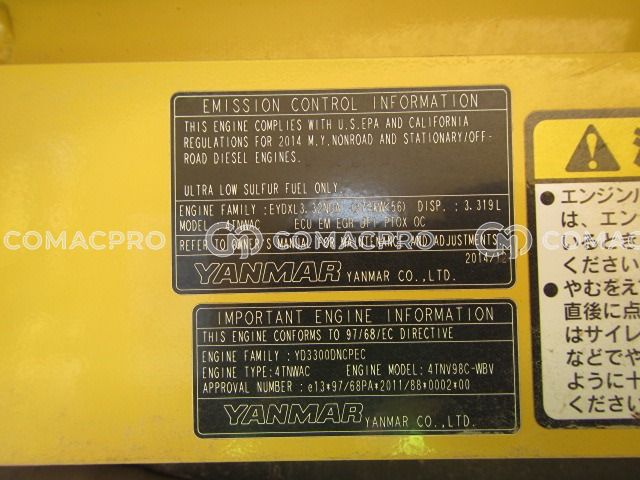 EMISSION CONTROL INFORMATION
THIS ENGINE COMPLIES WITH U.S.EPA AND CALIFORNIA
REGULATIONS FOR 2014 M.Y.NONROAD AND STATIONARY/OFF-
ROAD DIESEL ENGINES.
ULTRA LOW SULFUR FUEL ONLY.
ENGINE FAMILY : DISP. : 3.319L
MODEL : 4TNWAC ECU EM EGR PTOX OC
REFER TO OWNER'S MANUAL FOR MAINTENANCE AND ADJUSTMENTS
2014/
YANMAR YANMAR CO.,LTD.
COMACPRO COMACPRO COMACPRO
IMPORTANT ENGINE INFORMATION
THIS ENGINE CONFORMS TO 97/68/EC DIRECTIVE
ENGINE FAMILY : YD3300DNCPEC
ENGINE TYPE: 4TNWAC ENGINE MODEL: 4TNV98C-WBV
APPROVAL NUMBER : e13*97/68PA*2011/88*0002*00
YANMAR YANMAR CO.,LTD.
●エンジン
は、エン
ください
●やむをえ
直後に点
はサイレ
などでや
ように十
ください